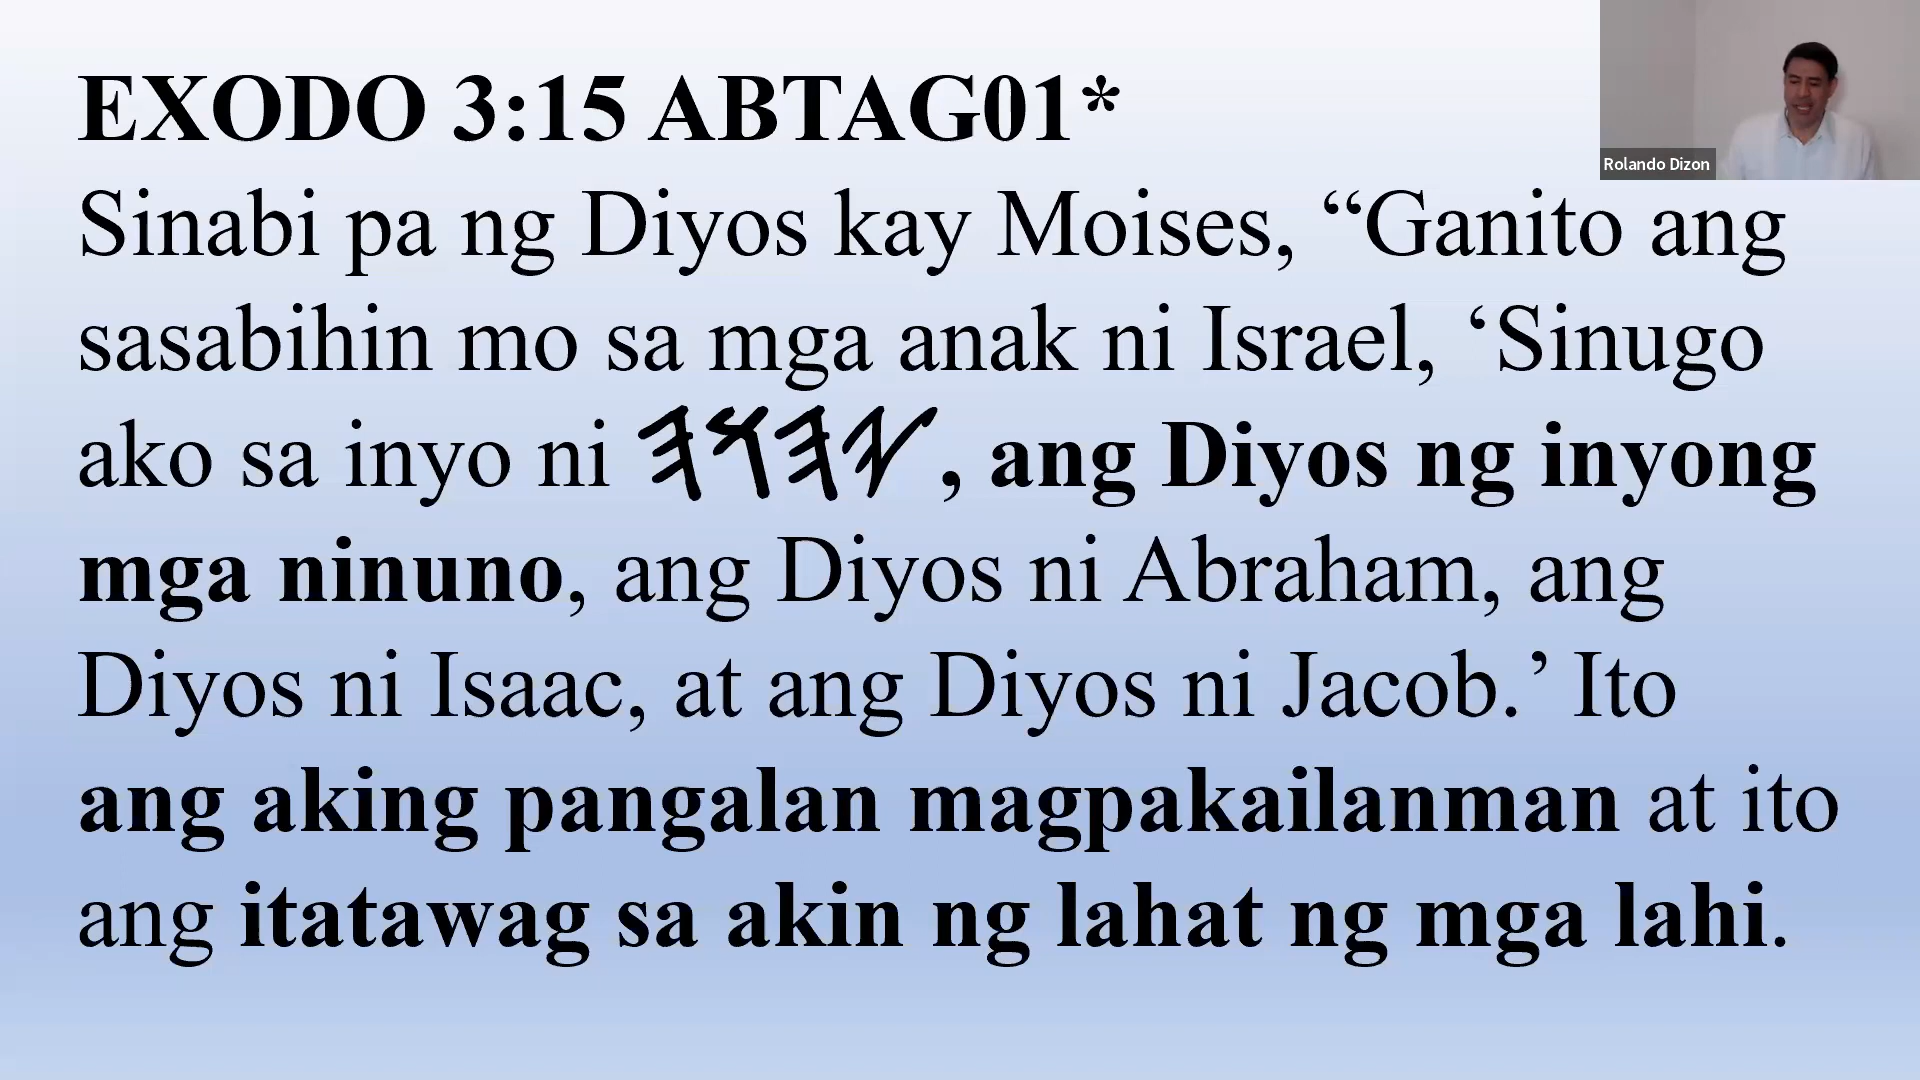 EXODO 3:15 ABTAG01*
Rolando Dizon
Sinabi pa ng Diyos kay Moises, “Ganito ang
sasabihin mo sa mga anak ni Israel, ‘Sinugo
ako sa inyo ni 𐤉𐤄𐤅𐤄, ang Diyos ng inyong
mga ninuno, ang Diyos ni Abraham, ang
Diyos ni Isaac, at ang Diyos ni Jacob.’ Ito
ang aking pangalan magpakailanman at ito
ang itatawag sa akin ng lahat ng mga lahi.